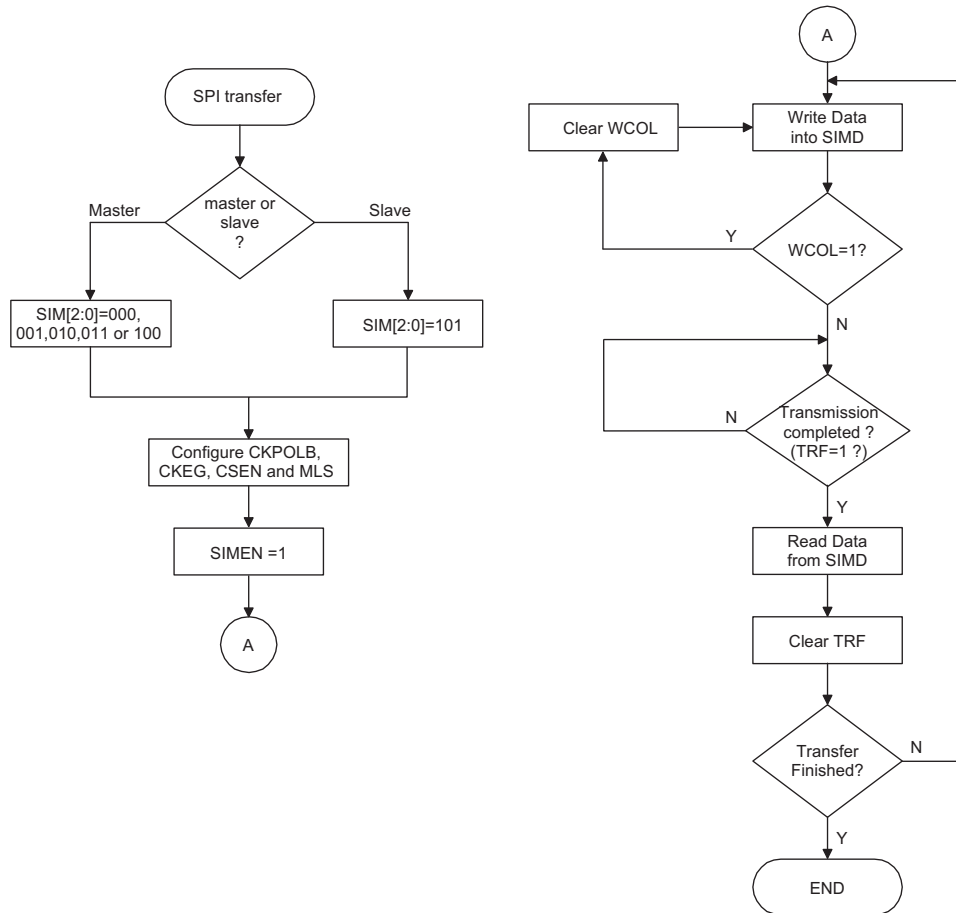 SPI transfer
master or
slave
?
Master
Slave
SIM[2:0]=000,
001,010,011 or 100
SIM[2:0]=101
Configure CKPOLB,
CKEG, CSEN and MLS
SIMEN =1
A
A
Clear WCOL
Write Data
into SIMD
Y
WCOL=1?
N
N
Transmission
completed ?
(TRF=1 ?)
Y
Read Data
from SIMD
Clear TRF
Transfer
Finished?
N
Y
END